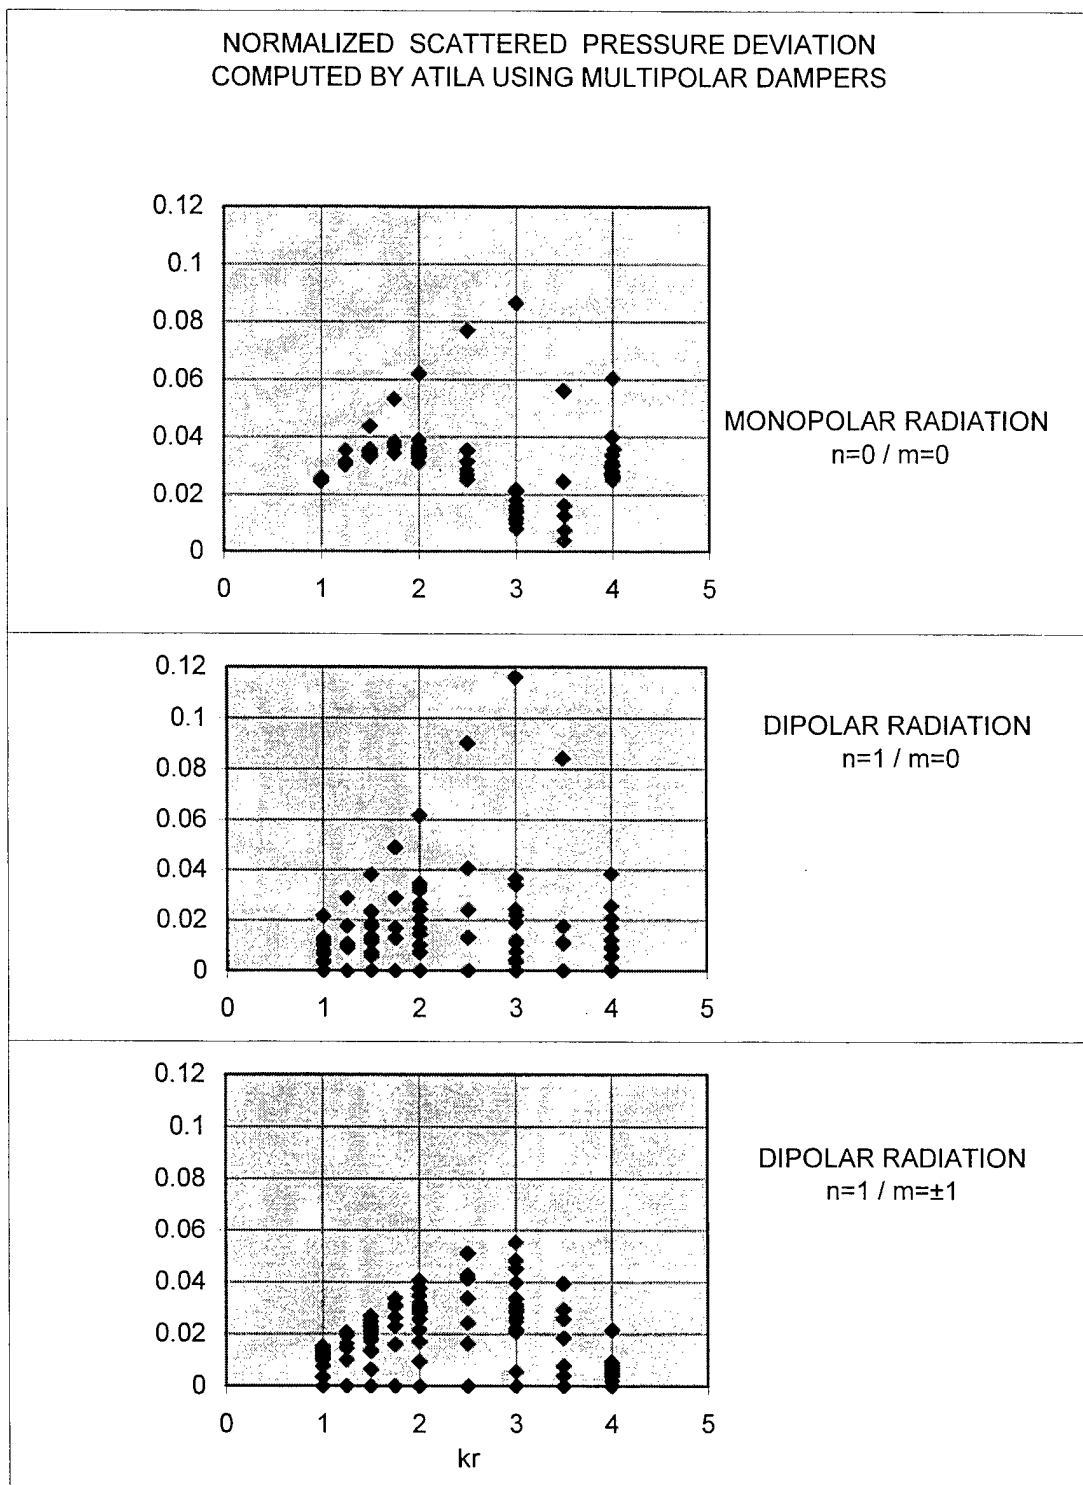 NORMALIZED SCATTERED PRESSURE DEVIATION
COMPUTED BY ATILA USING MULTIPOLAR DAMPERS
0.12
0.1
0.08
0.06
0.04
0.02
0
0 1 2 3 4 5
MONOPOLAR RADIATION
n=0 / m=0
0.12
0.1
0.08
0.06
0.04
0.02
0
0 1 2 3 4 5
DIPOLAR RADIATION
n=1 / m=0
0.12
0.1
0.08
0.06
0.04
0.02
0
0 1 2 3 4 5
kr
DIPOLAR RADIATION
n=1 / m=±1